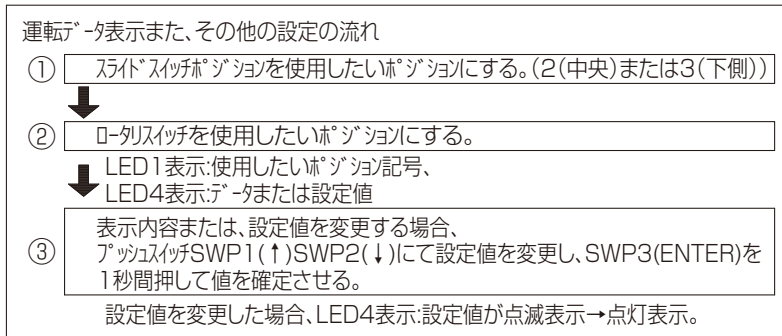 運転ﾃﾞｰﾀ表示また、その他の設定の流れ
① ｽﾗｲﾄﾞｽｲｯﾁﾎﾟｼﾞｼｮﾝを使用したいﾎﾟｼﾞｼｮﾝにする。(2(中央)または3(下側))
② ﾛｰﾀﾘｽｲｯﾁを使用したいﾎﾟｼﾞｼｮﾝにする。
LED1表示:使用したいﾎﾟｼﾞｼｮﾝ記号、
LED4表示:ﾃﾞｰﾀまたは設定値
表示内容または、設定値を変更する場合、
③ ﾌﾟｯｼｭｽｲｯﾁSWP1(↑)SWP2(↓)にて設定値を変更し、SWP3(ENTER)を
1秒間押して値を確定させる。
設定値を変更した場合、LED4表示:設定値が点滅表示→点灯表示。